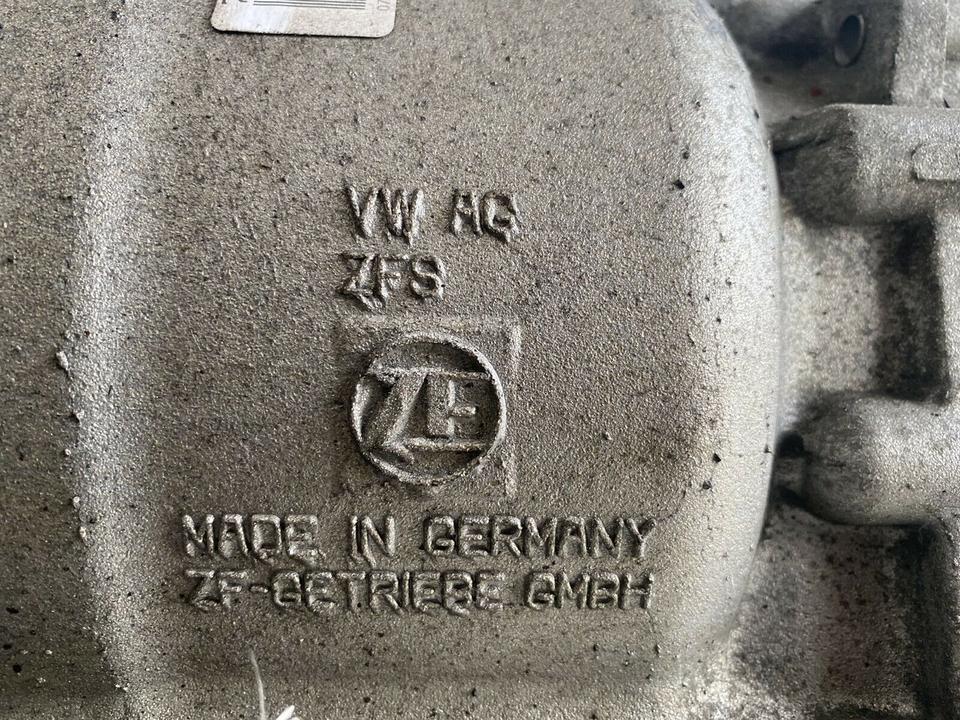 VW AG
ZFS
ZF
MADE IN GERMANY
ZF-GETRIEBE GMBH